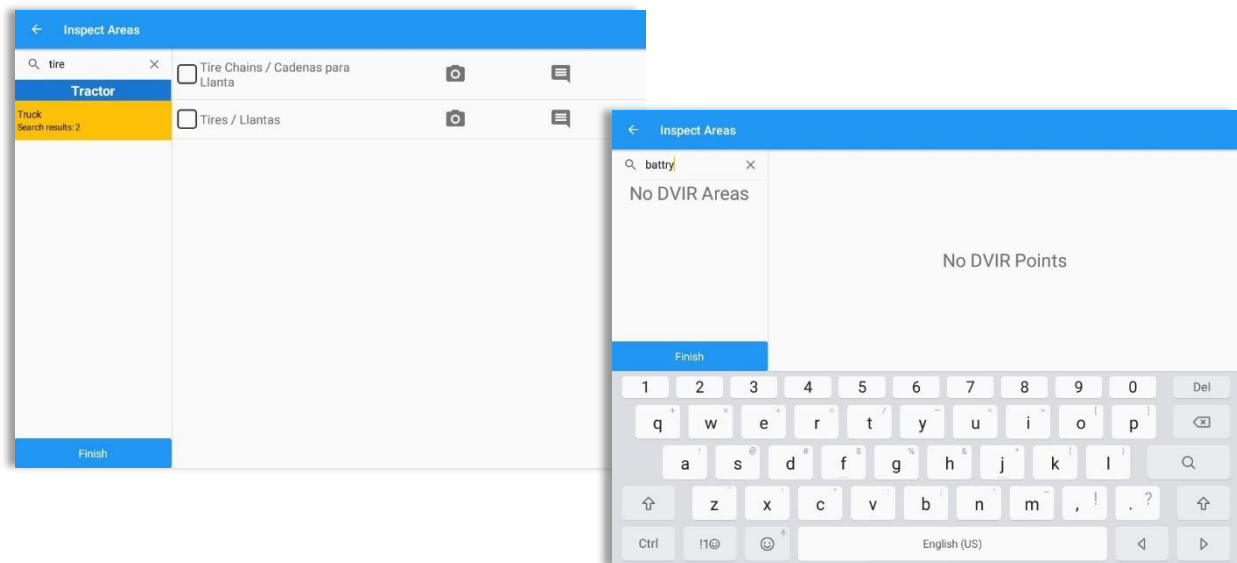 Inspect Areas
tire
Tractor
Truck
Search results: 2
Tire Chains / Cadenas para
Llanta
Tires / Llantas
Finish
Inspect Areas
battry
No DVIR Areas
No DVIR Points
Finish
1 2 3 4 5 6 7 8 9 0 Del
q w e r t y u i o p
a s d f g h j k l
z x c v b n m , ! . ?
Ctrl !1☺ English (US)